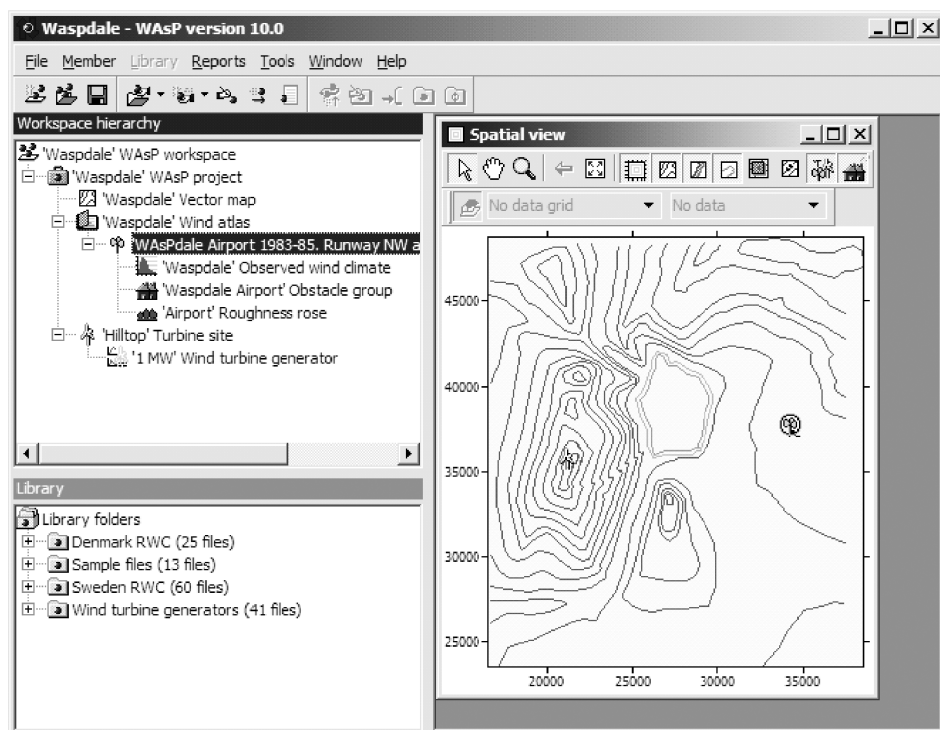 Waspdale - WAsP version 10.0
File Member Library Reports Tools Window Help
Workspace hierarchy
'Waspdale' WAsP workspace
'Waspdale' WAsP project
'Waspdale' Vector map
'Waspdale' Wind atlas
'WAsPdale Airport 1983-85. Runway NW a
'Waspdale' Observed wind climate
'Waspdale Airport' Obstacle group
'Airport' Roughness rose
'Hilltop' Turbine site
'1 MW' Wind turbine generator
Library
Library folders
Denmark RWC (25 files)
Sample files (13 files)
Sweden RWC (60 files)
Wind turbine generators (41 files)
Spatial view
No data grid No data
45000
40000
35000
30000
25000
20000 25000 30000 35000